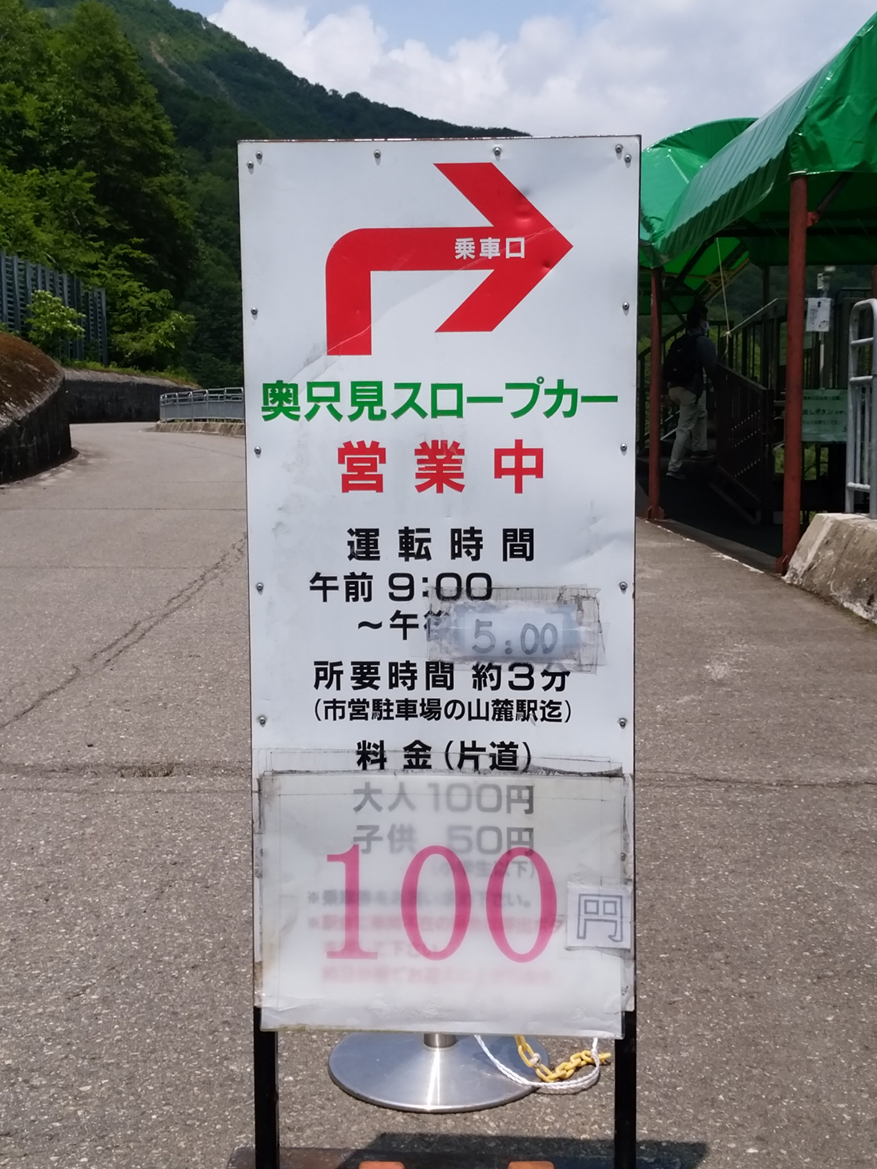 乗車口
奥只見スロープカー
営業中
運転時間
午前 9:00
～午後 5:00
所要時間 約3分
(市営駐車場の山麓駅迄)
料金(片道)
大人 100円
子供 50円
100円